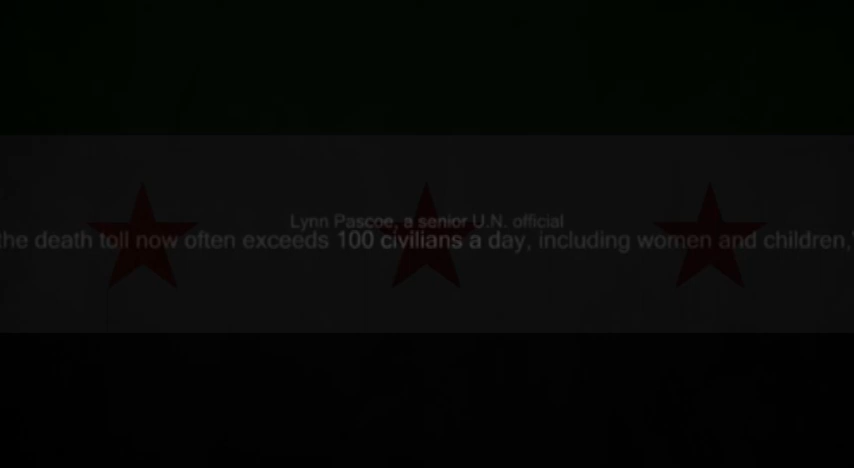 Lynn Pascoe, a senior U.N. official
the death toll now often exceeds 100 civilians a day, including women and children,"